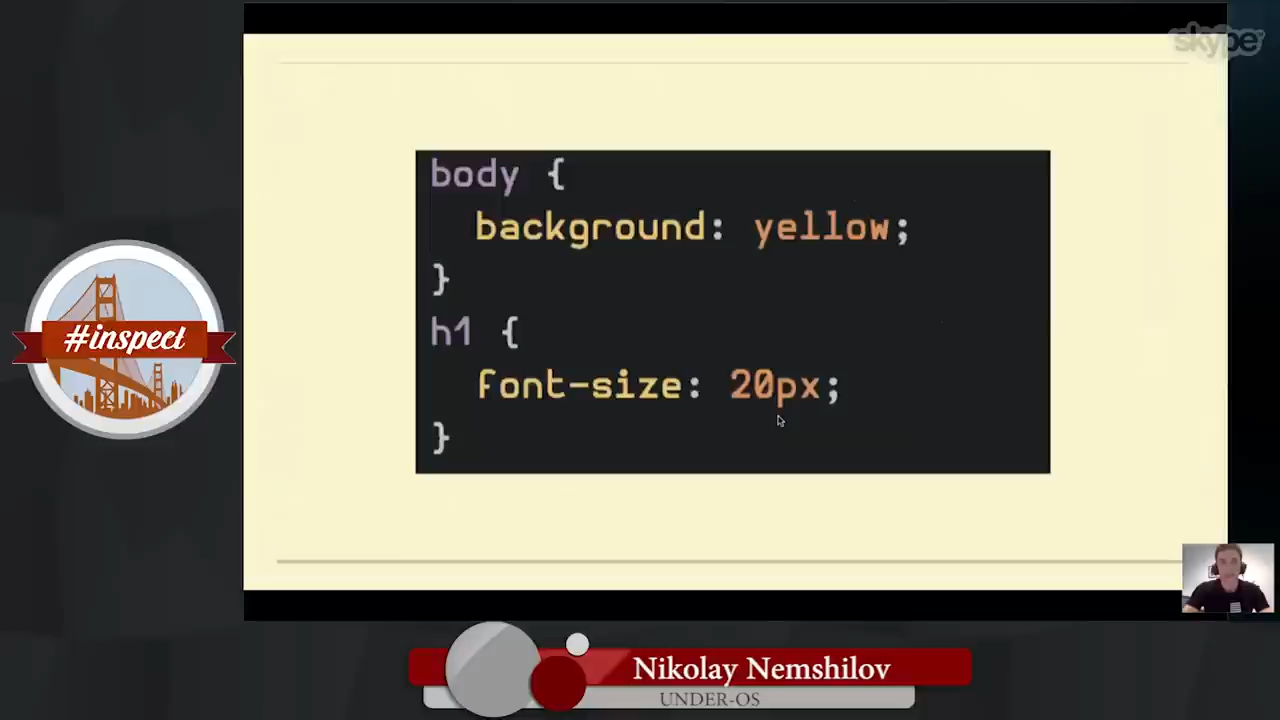 skype
body {
background: yellow;
}
h1 {
font-size: 20px;
}
#inspect
Nikolay Nemshilov
UNDER-OS